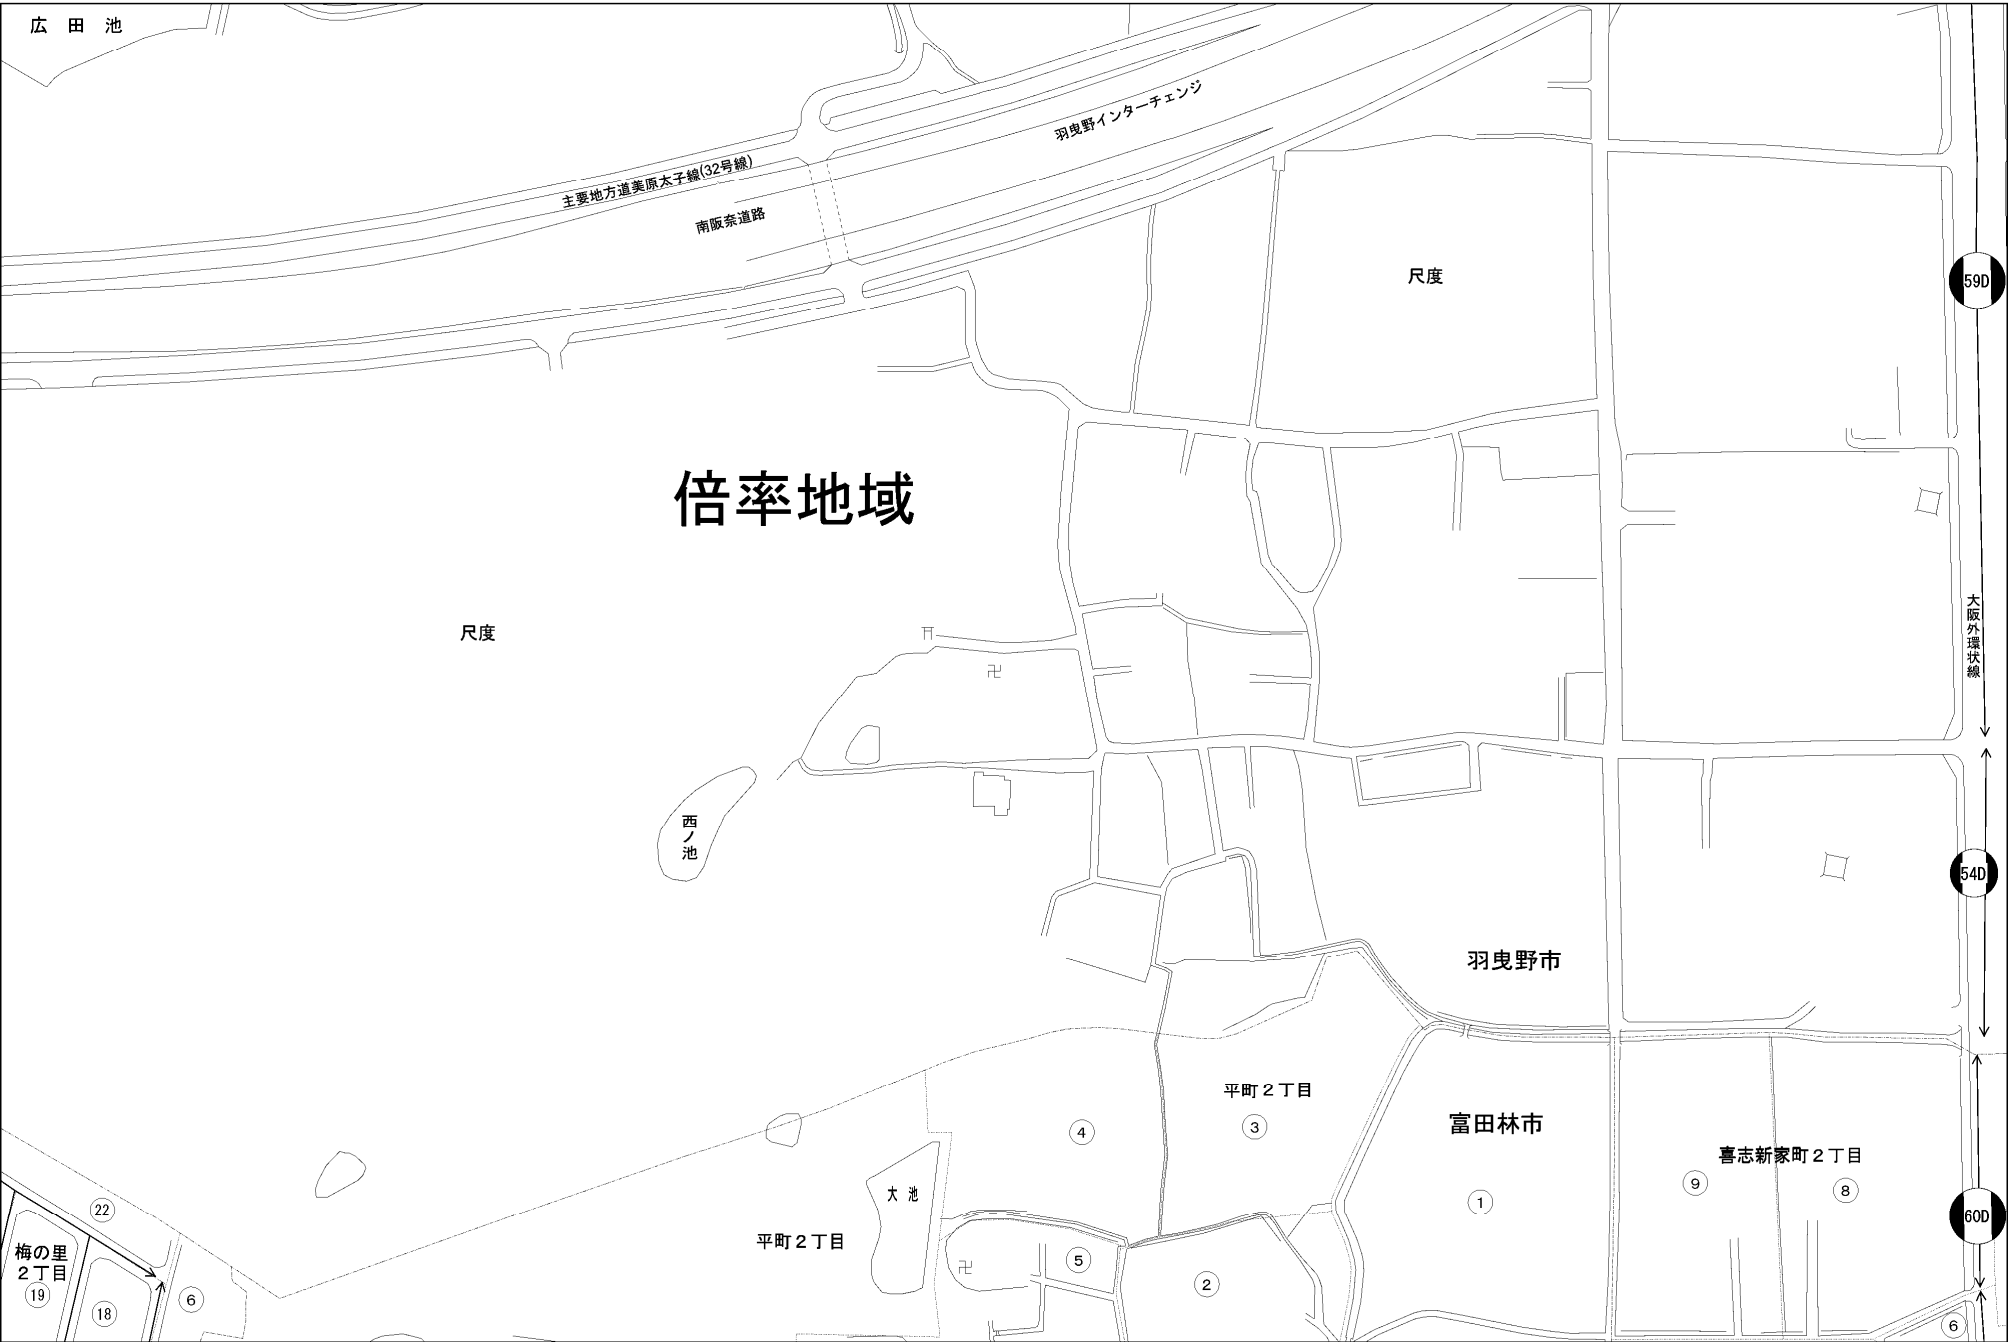 広田池
羽曳野インターチェンジ
主要地方道美原太子線(32号線)
南阪奈道路
尺度
59D
倍率地域
大阪外環状線
尺度
西ノ池
54D
羽曳野市
平町2丁目
③
④
富田林市
喜志新家町2丁目
⑨
⑧
①
大池
22
60D
平町2丁目
梅の里
2丁目
⑤
②
19
18
⑥
⑥